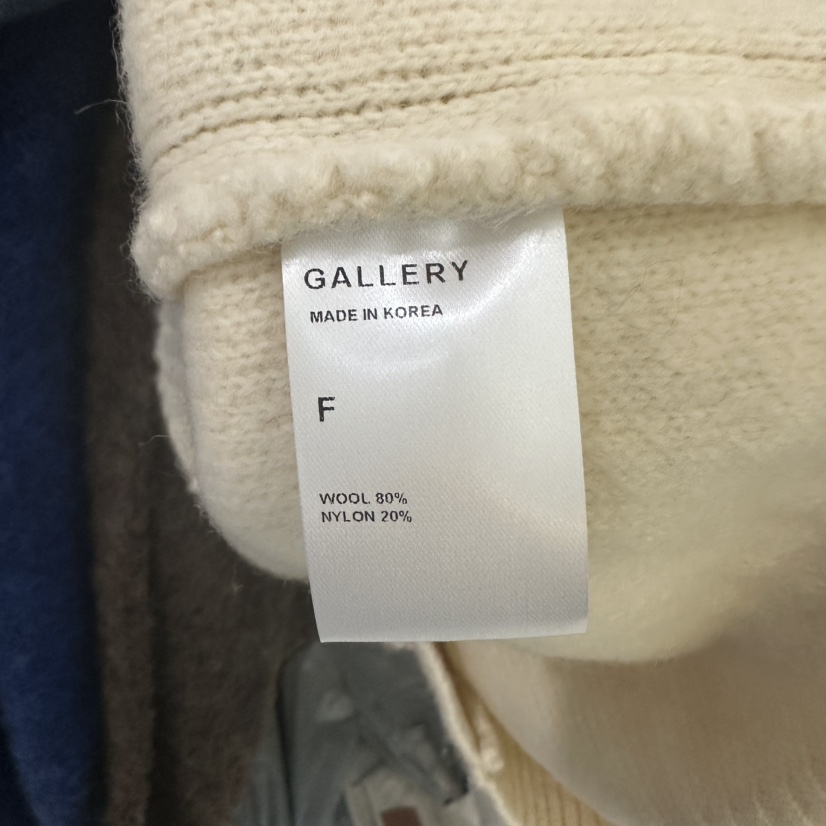 GALLERY
MADE IN KOREA
F
WOOL 80%
NYLON 20%